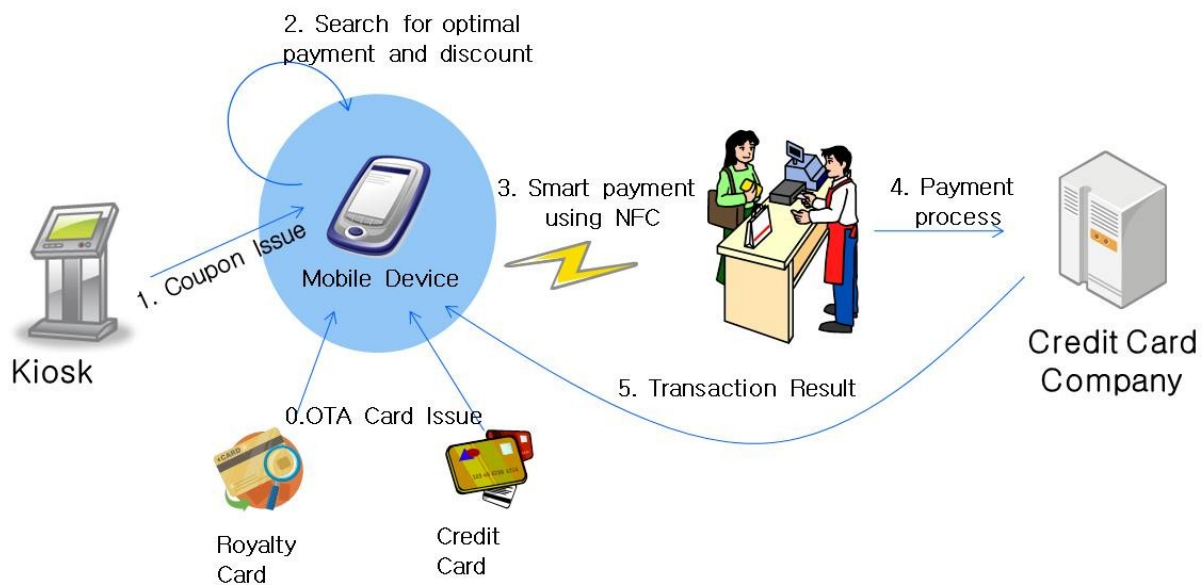 2. Search for optimal
payment and discount
3. Smart payment
using NFC
4. Payment
process
1. Coupon Issue
Mobile Device
Kiosk
Credit Card
Company
5. Transaction Result
0.OTA Card Issue
+CARD
Royalty
Card
Credit
Card